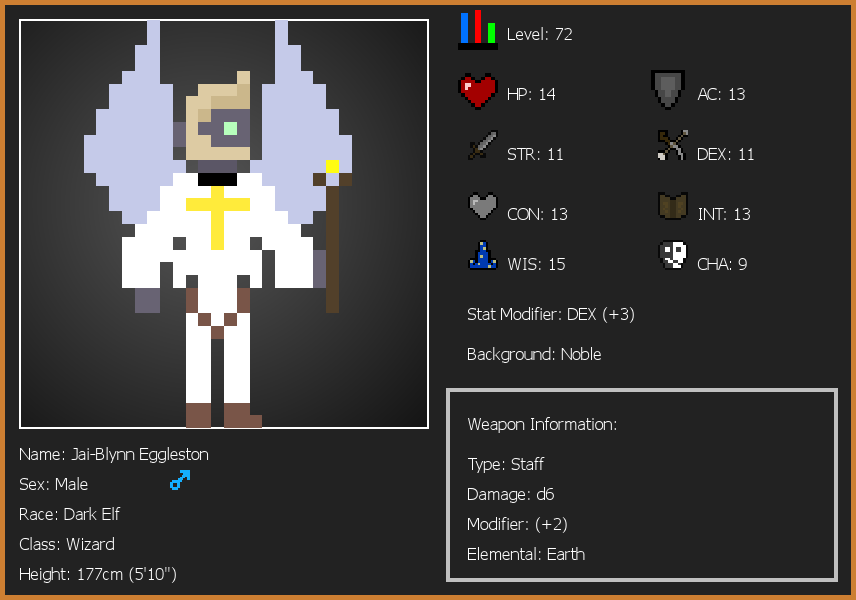 Level: 72
HP: 14
AC: 13
STR: 11
DEX: 11
CON: 13
INT: 13
WIS: 15
CHA: 9
Stat Modifier: DEX (+3)
Background: Noble
Weapon Information:
Type: Staff
Damage: d6
Modifier: (+2)
Elemental: Earth
Name: Jai-Blynn Eggleston
Sex: Male
Race: Dark Elf
Class: Wizard
Height: 177cm (5'10")